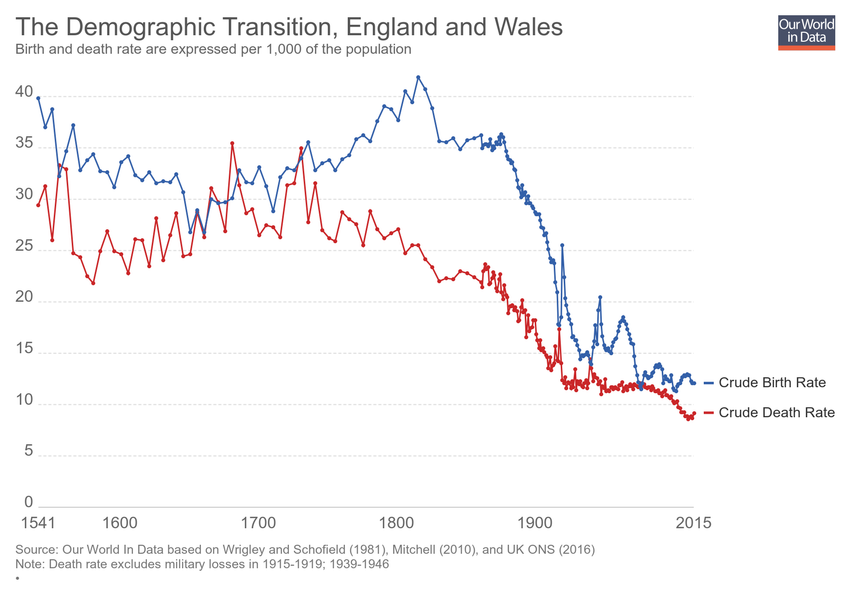 The Demographic Transition, England and Wales
Our World
in Data
Birth and death rate are expressed per 1,000 of the population
40
35
30
25
20
15
Crude Birth Rate
10
Crude Death Rate
5
0
1541 1600 1700 1800 1900 2015
Source: Our World In Data based on Wrigley and Schofield (1981), Mitchell (2010), and UK ONS (2016)
Note: Death rate excludes military losses in 1915-1919; 1939-1946
•